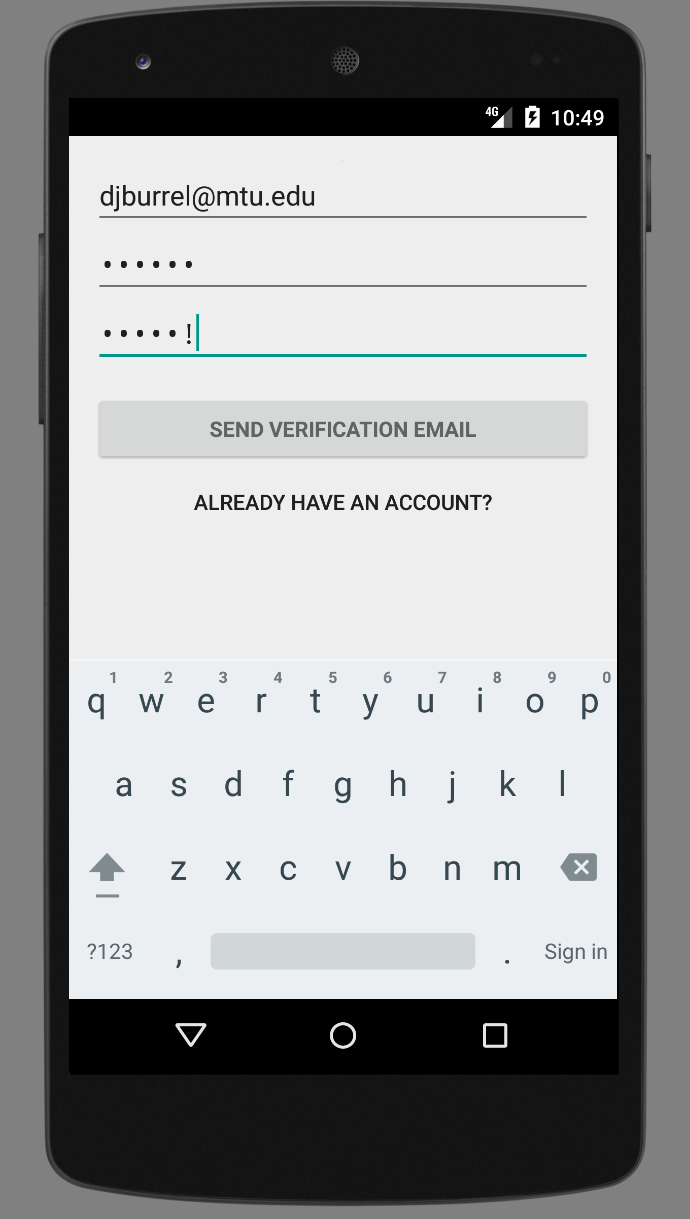 4G 10:49
djburrel@mtu.edu
••••••
•••••!
SEND VERIFICATION EMAIL
ALREADY HAVE AN ACCOUNT?
1 2 3 4 5 6 7 8 9 0
q w e r t y u i o p
a s d f g h j k l
z x c v b n m
?123 , . Sign in